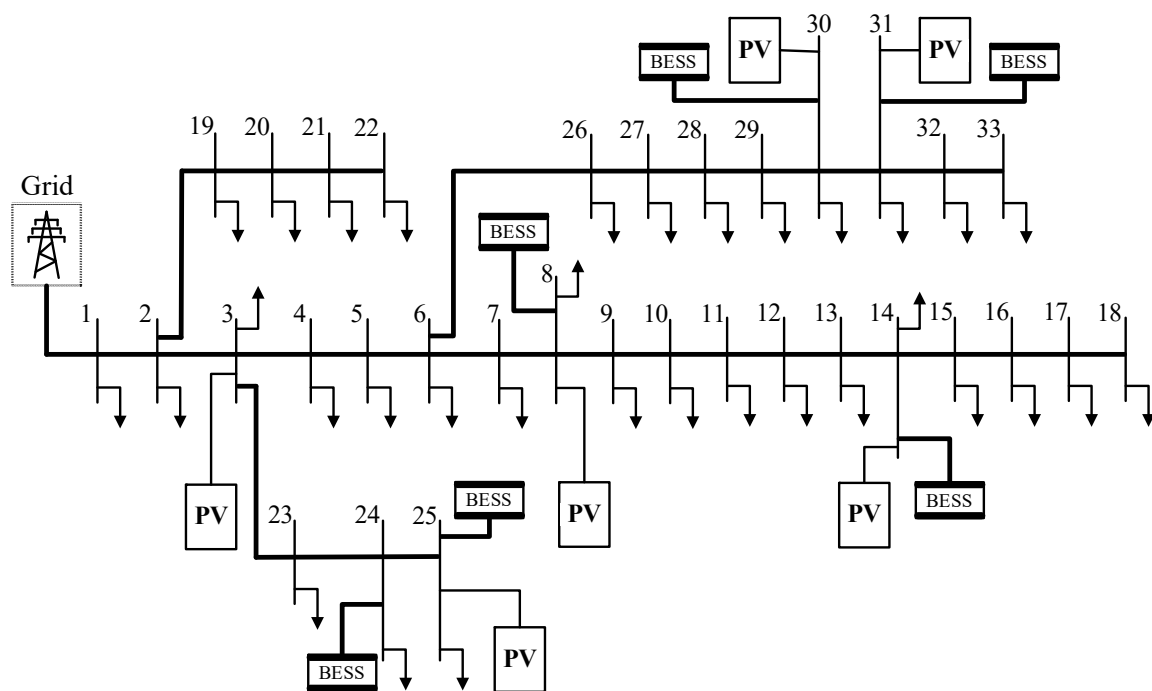 30 31
PV PV
BESS BESS
19 20 21 22 26 27 28 29 32 33
Grid
BESS
8
1 2 3 4 5 6 7 9 10 11 12 13 14 15 16 17 18
PV BESS PV PV BESS
23 24 25
BESS PV